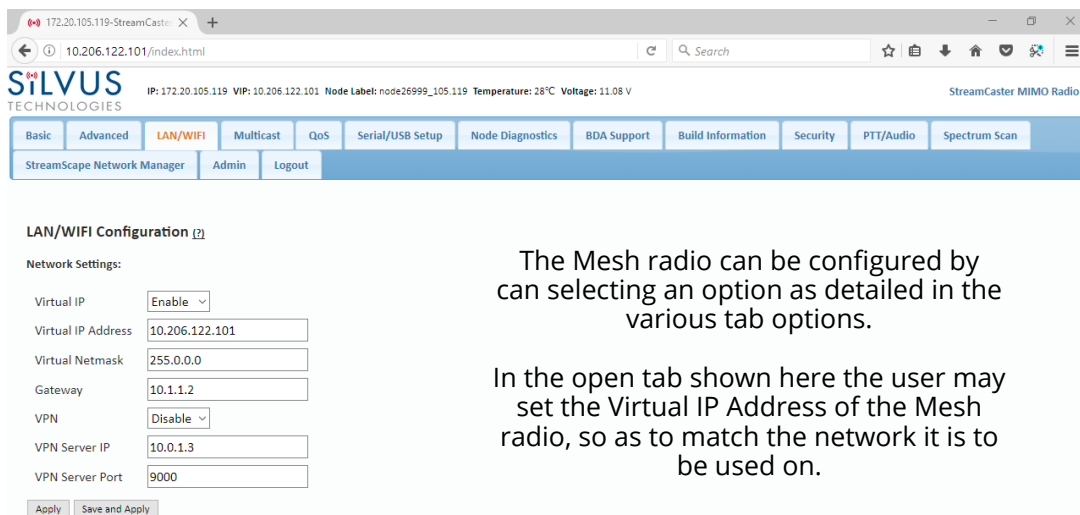 172.20.105.119-StreamCaster
10.206.122.101/index.html
Search
SiLVUS
TECHNOLOGIES
IP: 172.20.105.119 VIP: 10.206.122.101 Node Label: node26999_105.119 Temperature: 28°C Voltage: 11.08 V
StreamCaster MIMO Radio
Basic Advanced LAN/WIFI Multicast QoS Serial/USB Setup Node Diagnostics BDA Support Build Information Security PTT/Audio Spectrum Scan
StreamScape Network Manager Admin Logout
LAN/WIFI Configuration (?)
Network Settings:
Virtual IP Enable
Virtual IP Address 10.206.122.101
Virtual Netmask 255.0.0.0
Gateway 10.1.1.2
VPN Disable
VPN Server IP 10.0.1.3
VPN Server Port 9000
Apply Save and Apply
The Mesh radio can be configured by
can selecting an option as detailed in the
various tab options.
In the open tab shown here the user may
set the Virtual IP Address of the Mesh
radio, so as to match the network it is to
be used on.